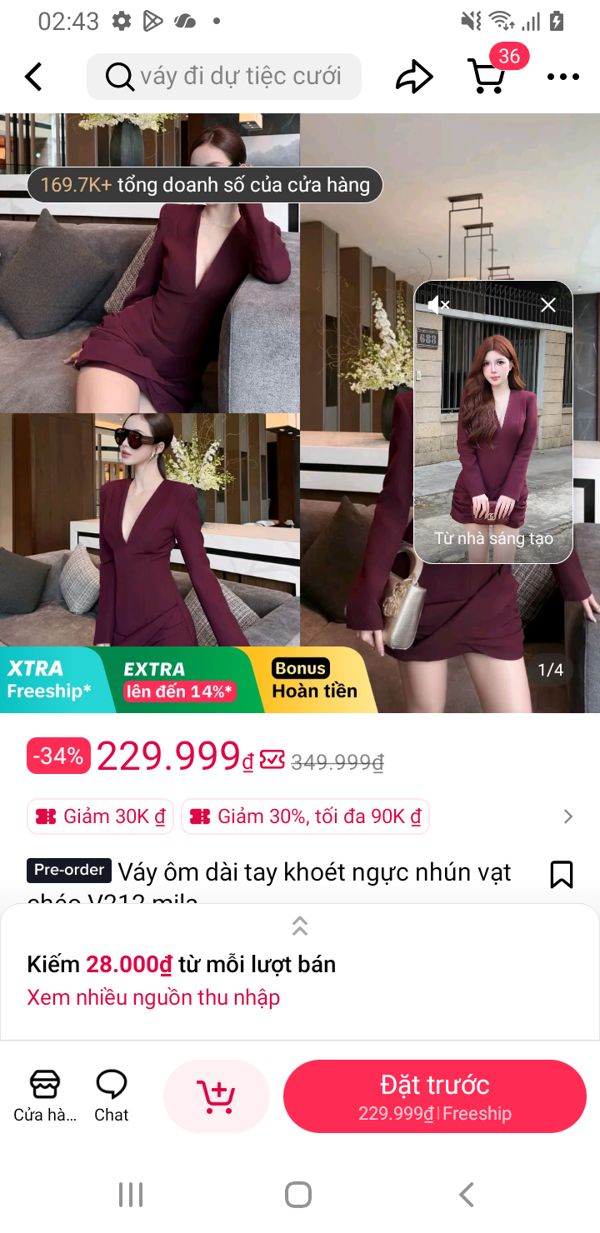 02:43
váy đi dự tiệc cưới
36
169.7K+ tổng doanh số của cửa hàng
688
Từ nhà sáng tạo
XTRA
Freeship*
EXTRA
lên đến 14%*
Bonus
Hoàn tiền
1/4
-34% 229.999₫ 349.999₫
Giảm 30K ₫
Giảm 30%, tối đa 90K ₫
Pre-order Váy ôm dài tay khoét ngực nhún vạt
chéo V212 mila
Kiếm 28.000₫ từ mỗi lượt bán
Xem nhiều nguồn thu nhập
Cửa hà...
Chat
Đặt trước
229.999₫ | Freeship